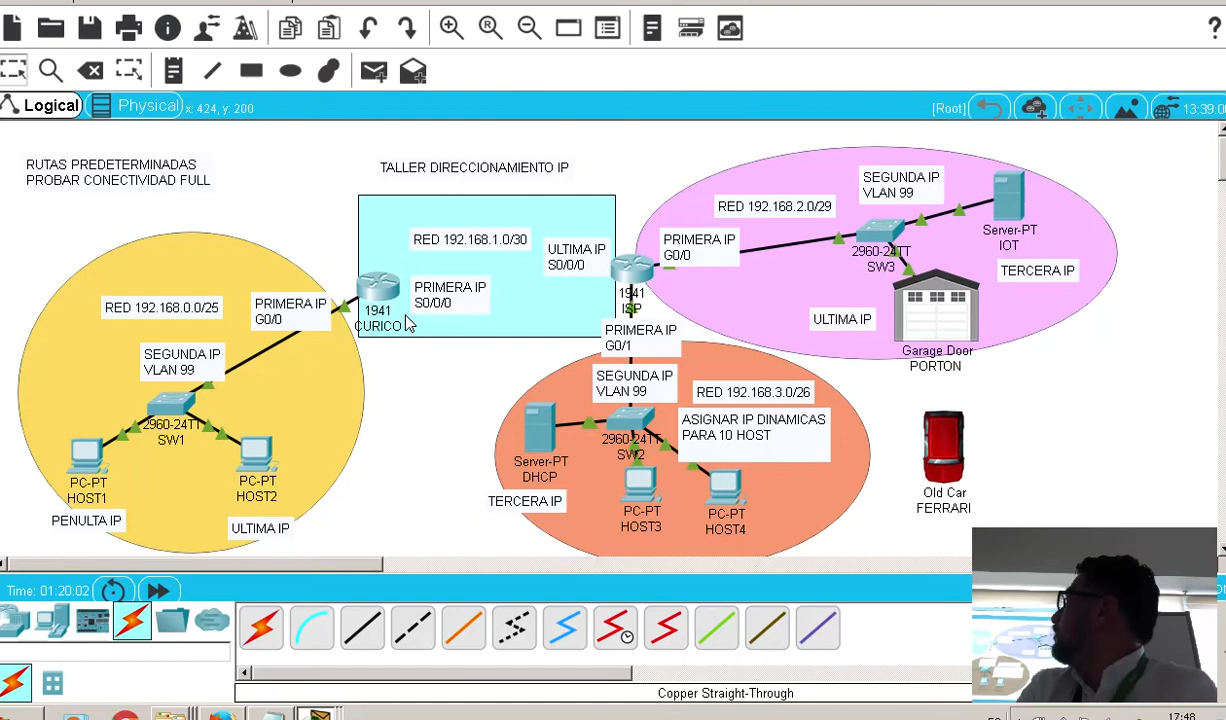 Logical
Physical
x: 424, y: 200
[Root]
13:39:0
RUTAS PREDETERMINADAS
PROBAR CONECTIVIDAD FULL
TALLER DIRECCIONAMIENTO IP
SEGUNDA IP
VLAN 99
RED 192.168.2.0/29
Server-PT
IOT
RED 192.168.1.0/30
ULTIMA IP
S0/0/0
PRIMERA IP
G0/0
2960-24TT
SW3
TERCERA IP
RED 192.168.0.0/25
PRIMERA IP
G0/0
PRIMERA IP
S0/0/0
1941
CURICO
1941
ISP
ULTIMA IP
PRIMERA IP
G0/1
Garage Door
PORTON
SEGUNDA IP
VLAN 99
SEGUNDA IP
VLAN 99
RED 192.168.3.0/26
ASIGNAR IP DINAMICAS
PARA 10 HOST
2960-24TT
SW1
2960-24TT
SW2
Server-PT
DHCP
TERCERA IP
PC-PT
HOST1
PC-PT
HOST2
PENULTA IP
ULTIMA IP
PC-PT
HOST3
PC-PT
HOST4
Old Car
FERRARI
Time: 01:20:02
Copper Straight-Through
17:48